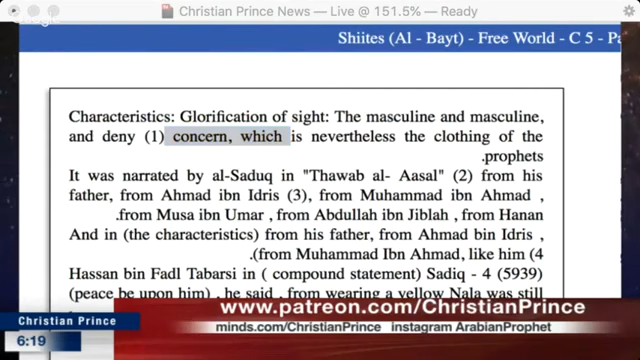 Christian Prince News — Live @ 151.5% — Ready
Shiites (Al - Bayt) - Free World - C 5 - Pa
Characteristics: Glorification of sight: The masculine and masculine,
and deny (1) concern, which is nevertheless the clothing of the
.prophets
It was narrated by al-Saduq in "Thawab al- Aasal" (2) from his
father, from Ahmad ibn Idris (3), from Muhammad ibn Ahmad ,
.from Musa ibn Umar , from Abdullah ibn Jiblah , from Hanan
And in (the characteristics) from his father, from Ahmad bin Idris ,
.(from Muhammad Ibn Ahmad, like him (4
Hassan bin Fadl Tabarsi in ( compound statement) Sadiq - 4 (5939)
(peace be upon him) , he said , from wearing a yellow Nala was still
www.patreon.com/ChristianPrince
Christian Prince
minds.com/ChristianPrince instagram ArabianProphet
6:19